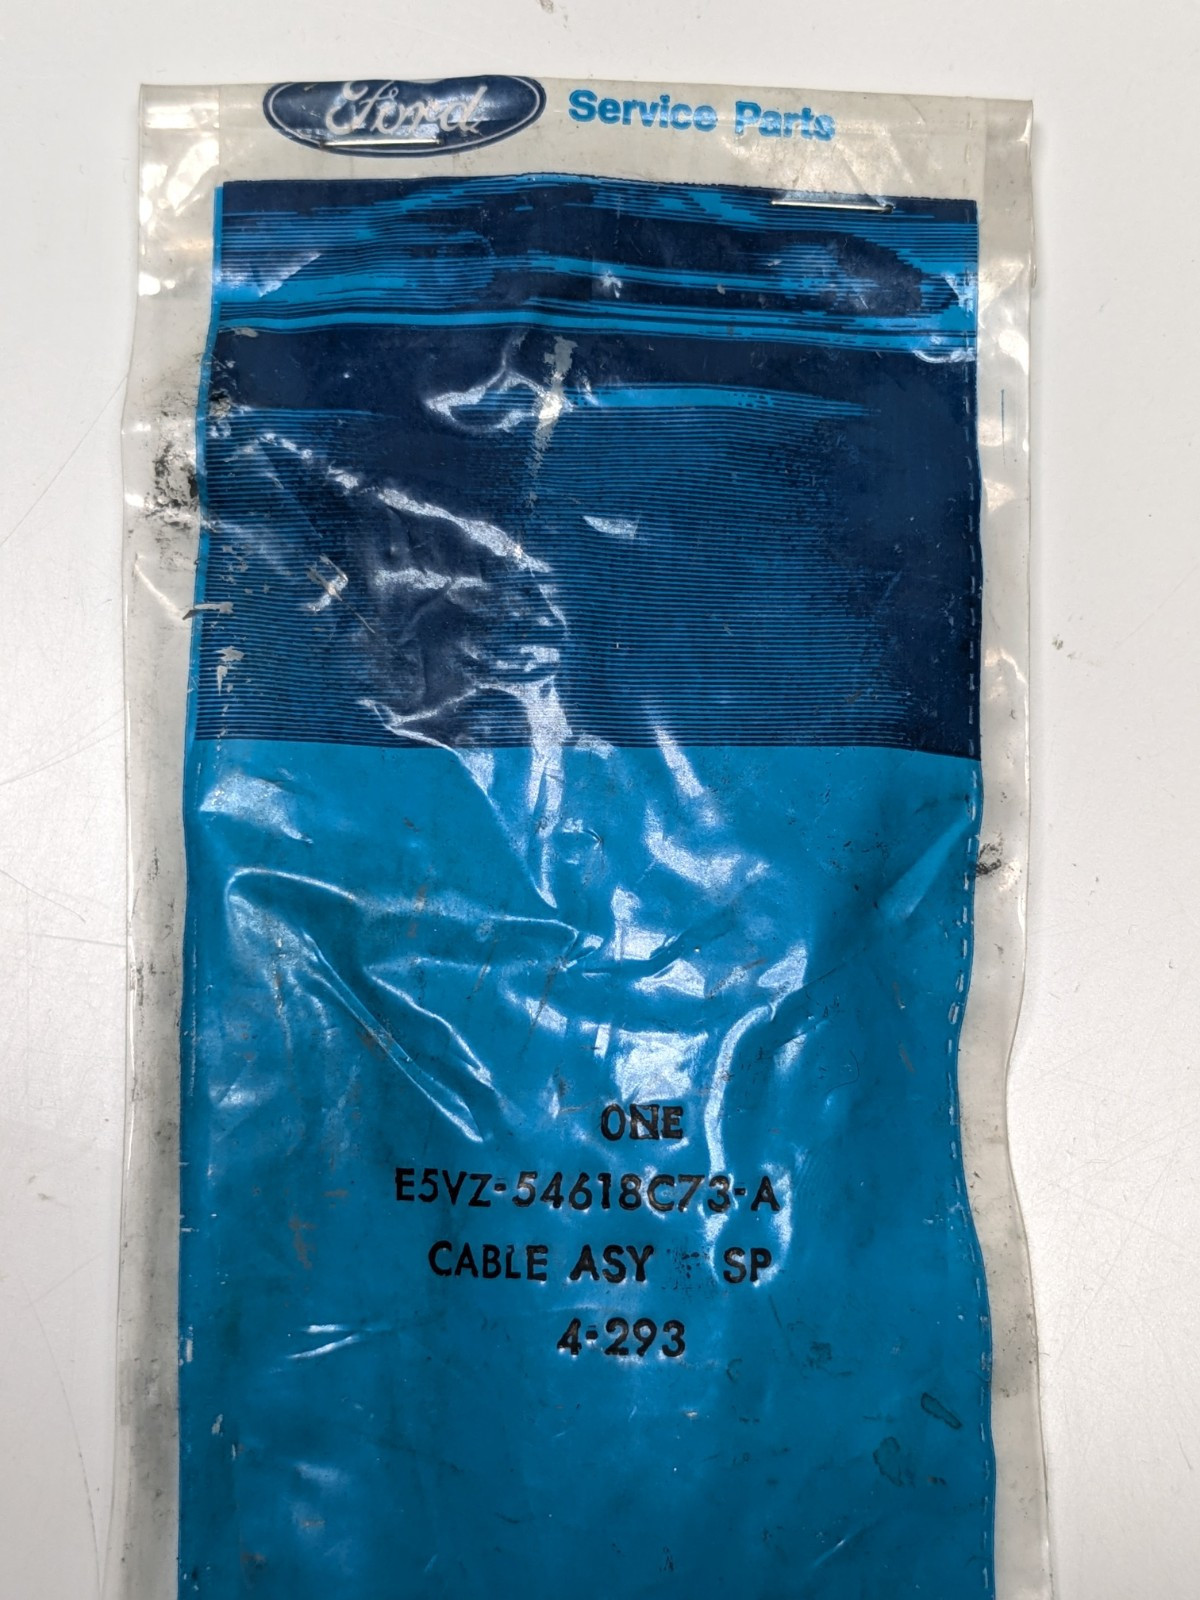 Ford Service Parts
ONE
E5VZ-54618C73-A
CABLE ASY SP
4-293